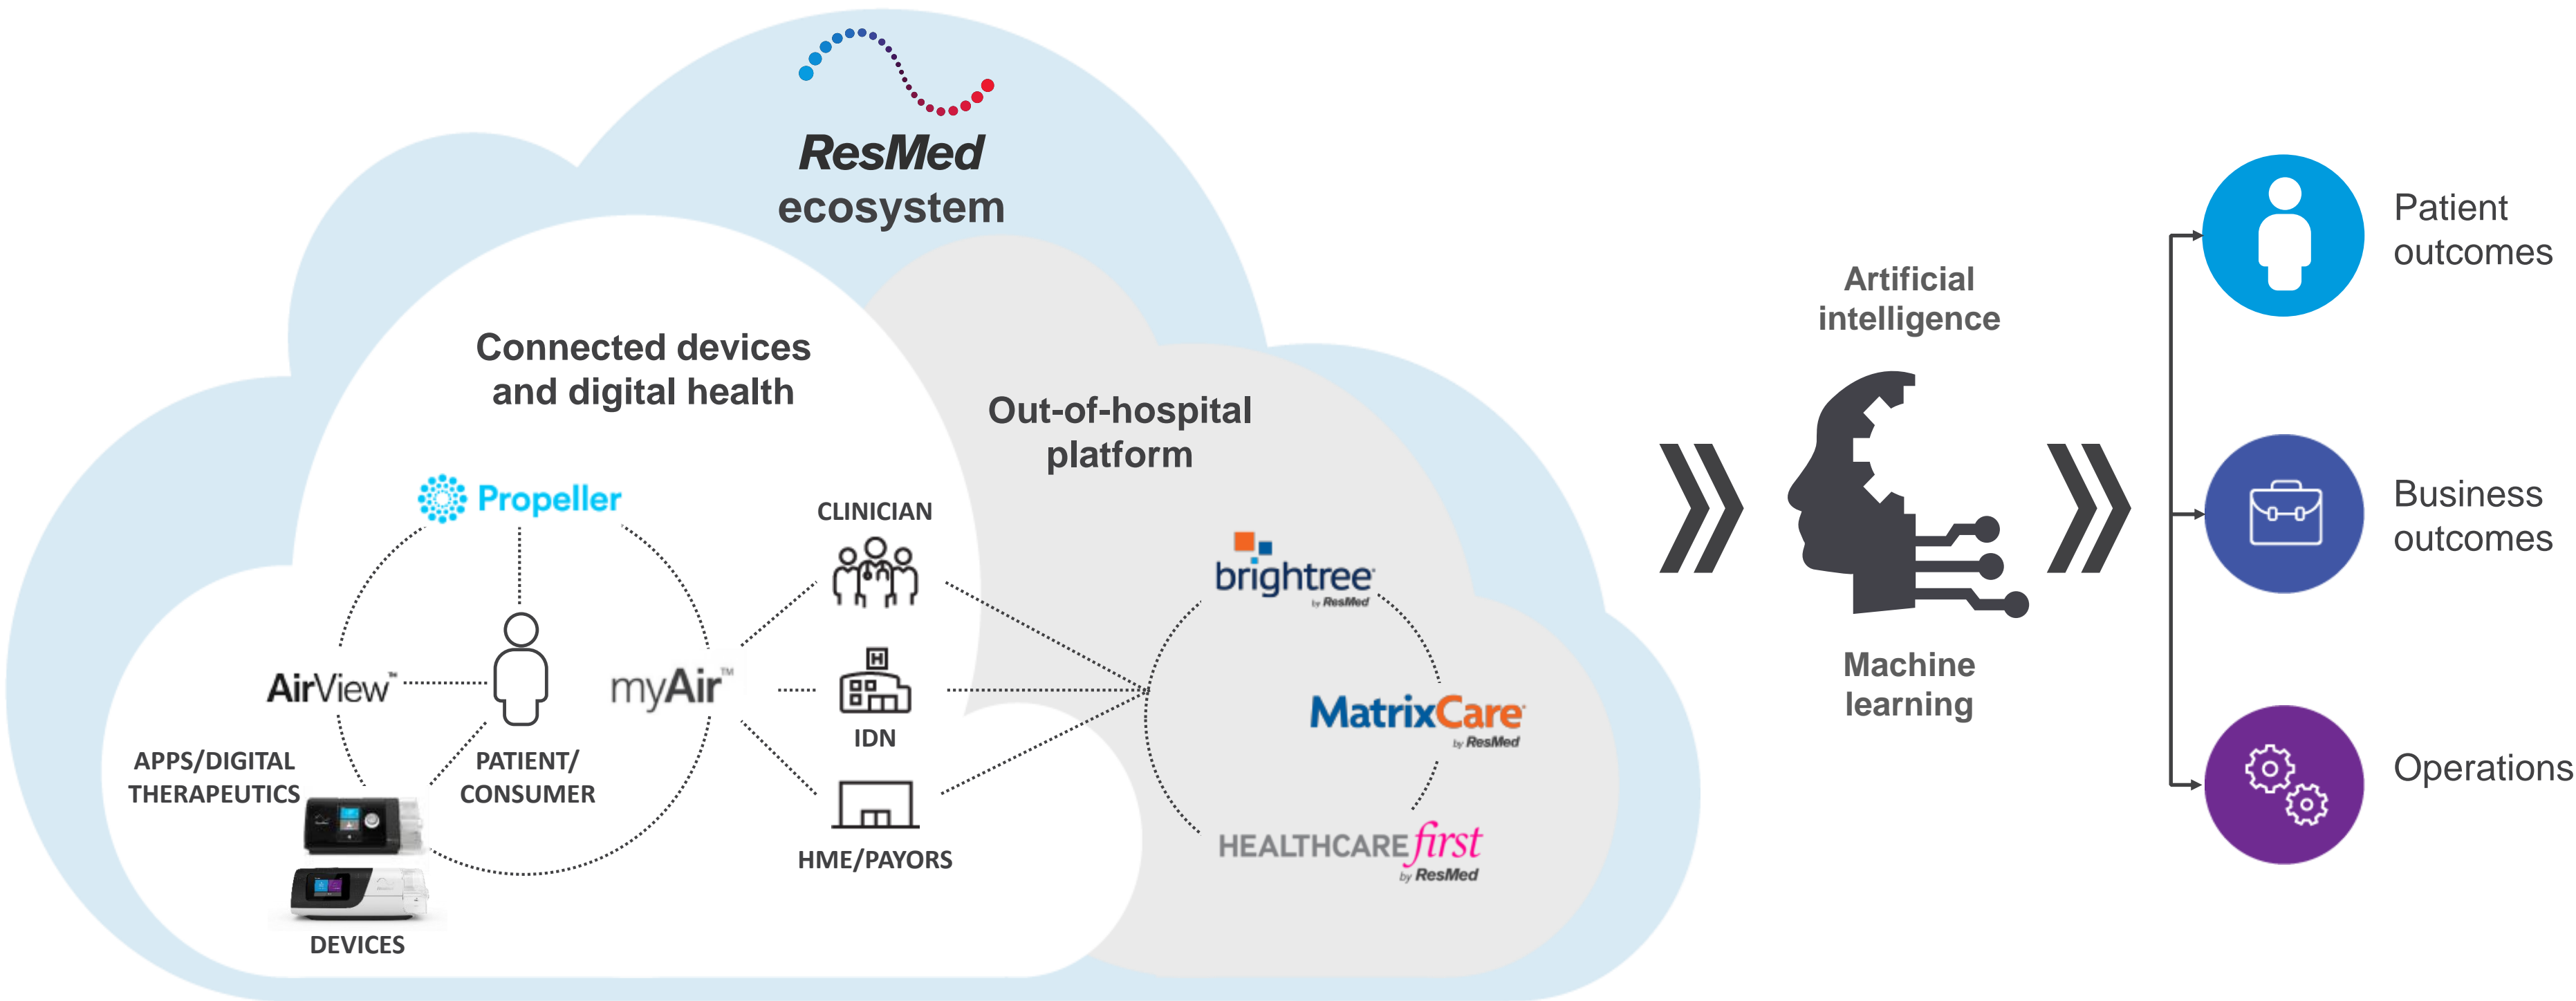 ResMed
ecosystem
Connected devices
and digital health
Out-of-hospital
platform
Propeller
CLINICIAN
AirView™
myAir™
IDN
APPS/DIGITAL
THERAPEUTICS
PATIENT/
CONSUMER
HME/PAYORS
DEVICES
brightree
by ResMed
MatrixCare
by ResMed
HEALTHCARE first
by ResMed
H
Artificial
intelligence
Machine
learning
Patient
outcomes
Business
outcomes
Operations